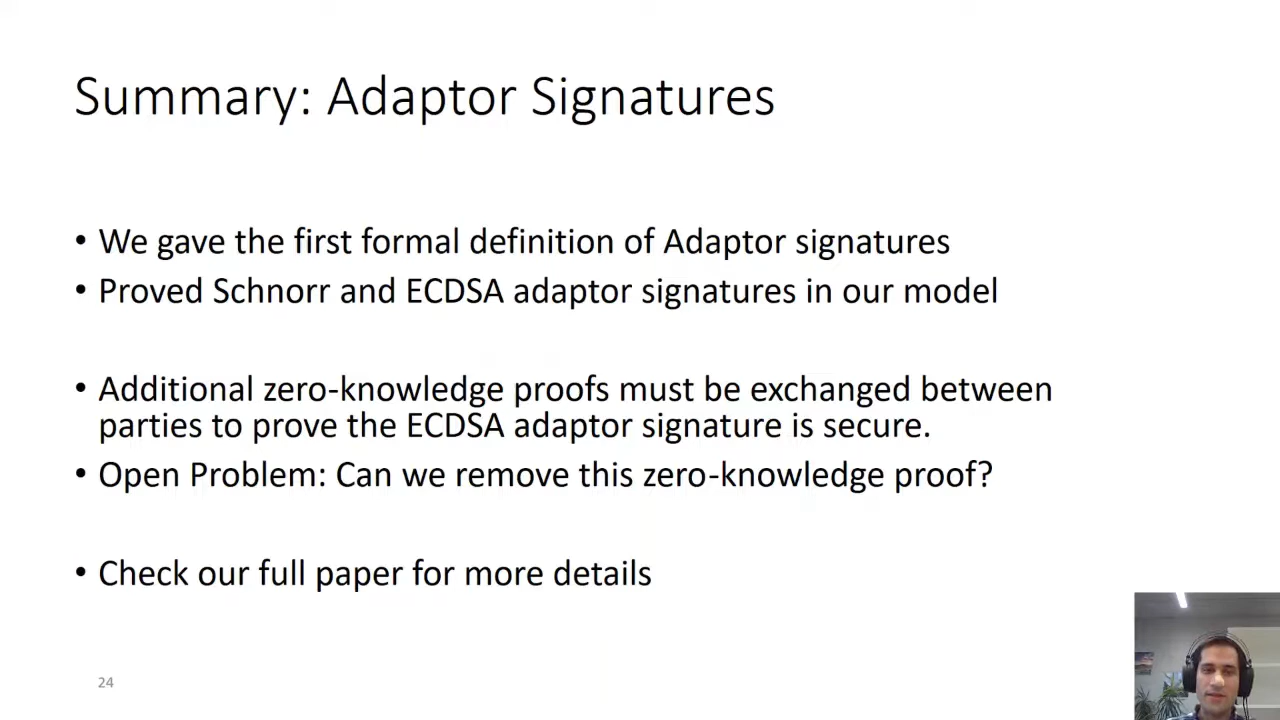 Summary: Adaptor Signatures
• We gave the first formal definition of Adaptor signatures
• Proved Schnorr and ECDSA adaptor signatures in our model
• Additional zero-knowledge proofs must be exchanged between
parties to prove the ECDSA adaptor signature is secure.
• Open Problem: Can we remove this zero-knowledge proof?
• Check our full paper for more details
24